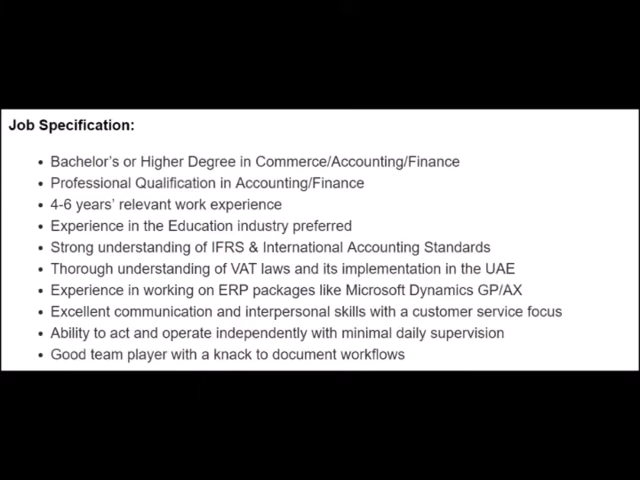 Job Specification:
• Bachelor's or Higher Degree in Commerce/Accounting/Finance
• Professional Qualification in Accounting/Finance
• 4-6 years' relevant work experience
• Experience in the Education industry preferred
• Strong understanding of IFRS & International Accounting Standards
• Thorough understanding of VAT laws and its implementation in the UAE
• Experience in working on ERP packages like Microsoft Dynamics GP/AX
• Excellent communication and interpersonal skills with a customer service focus
• Ability to act and operate independently with minimal daily supervision
• Good team player with a knack to document workflows